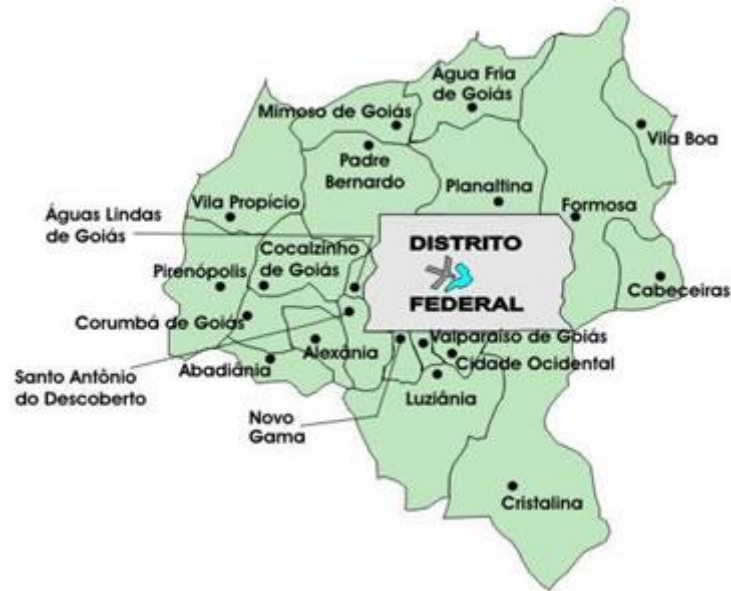 Água Fria
de Goiás
Mimoso de Goiás
Vila Boa
Padre
Bernardo
Planaltina
Vila Propício
Formosa
Águas Lindas
de Goiás
DISTRITO
FEDERAL
Cocalzinho
de Goiás
Pirenópolis
Cabeceiras
Corumbá de Goiás
Valparaíso de Goiás
Alexânia
Cidade Ocidental
Abadiânia
Santo Antônio
do Descoberto
Luziânia
Novo
Gama
Cristalina